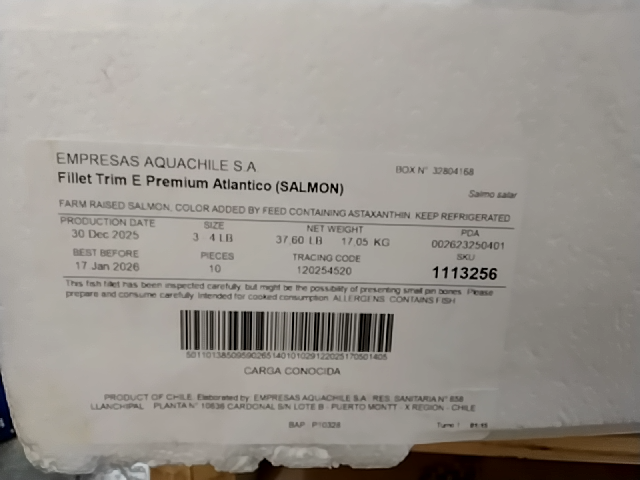 EMPRESAS AQUACHILE S.A
BOX N° 32804168
Fillet Trim E Premium Atlantico (SALMON)
Salmo salar
FARM RAISED SALMON, COLOR ADDED BY FEED CONTAINING ASTAXANTHIN. KEEP REFRIGERATED
PRODUCTION DATE SIZE NET WEIGHT PDA
30 Dec 2025 3 4 LB 37.60 LB 17.05 KG 002623250401
BEST BEFORE PIECES TRACING CODE SKU
17 Jan 2026 10 120254520 1113256
This fish fillet has been inspected carefully, but might be the possibility of presenting small pin bones. Please
prepare and consume carefully. Intended for cooked consumption. ALLERGENS: CONTAINS FISH
CARGA CONOCIDA
PRODUCT OF CHILE. Elaborated by: EMPRESAS AQUACHILE S.A. RES. SANITARIA N° 658
LLANCHIPAL PLANTA N° 10636 CARDONAL S/N LOTE B - PUERTO MONTT - X REGION - CHILE